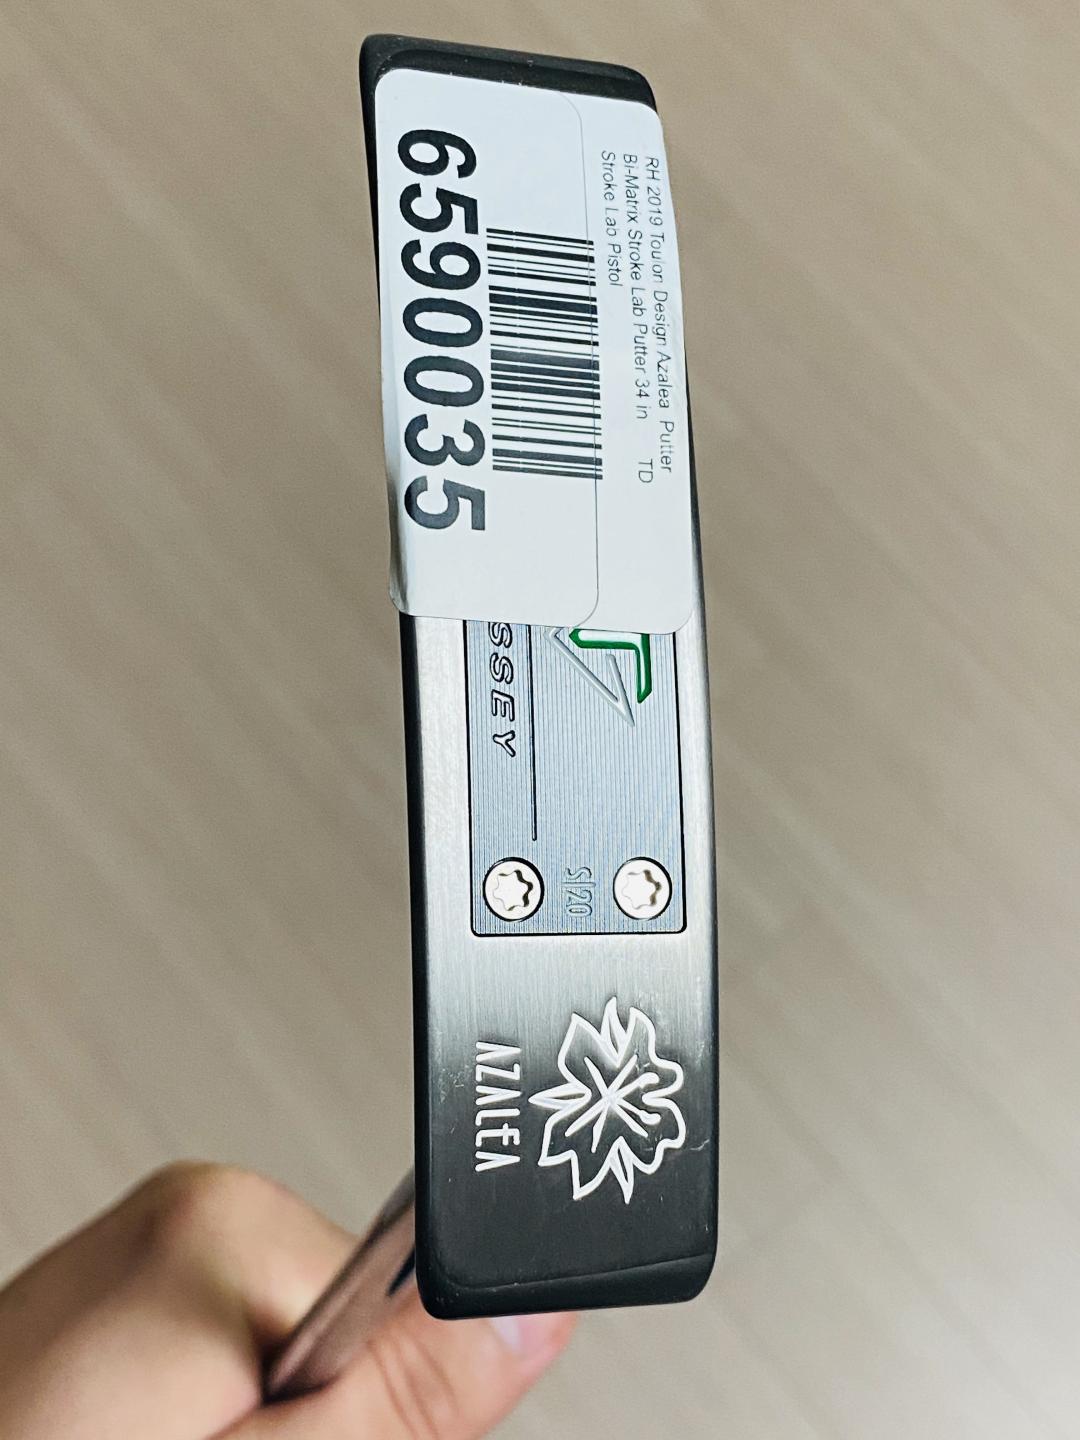 RH 2019 Toulon Design Azalea Putter
Bi-Matrix Stroke Lab Putter 34 in TD
Stroke Lab Pistol
6590035
SSEY
S|20
AZALEA